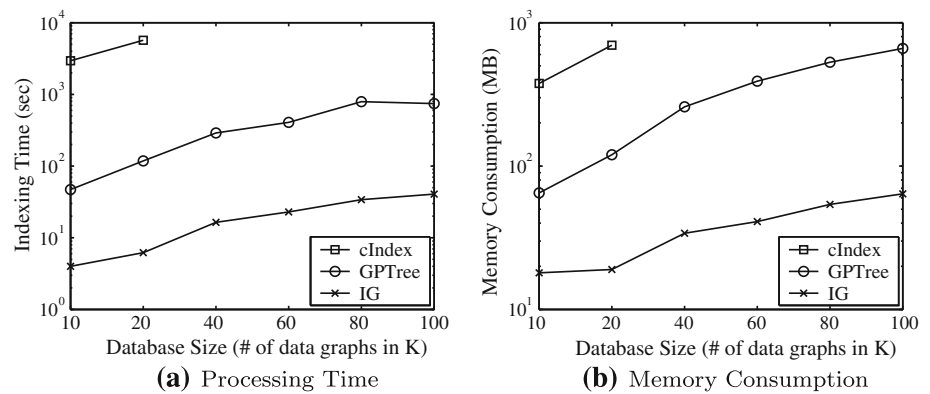 10^4
10^3
10^2
10^1
10^0
Indexing Time (sec)
cIndex
GPTree
IG
10 20 40 60 80 100
Database Size (# of data graphs in K)
(a) Processing Time
10^3
10^2
10^1
Memory Consumption (MB)
cIndex
GPTree
IG
10 20 40 60 80 100
Database Size (# of data graphs in K)
(b) Memory Consumption